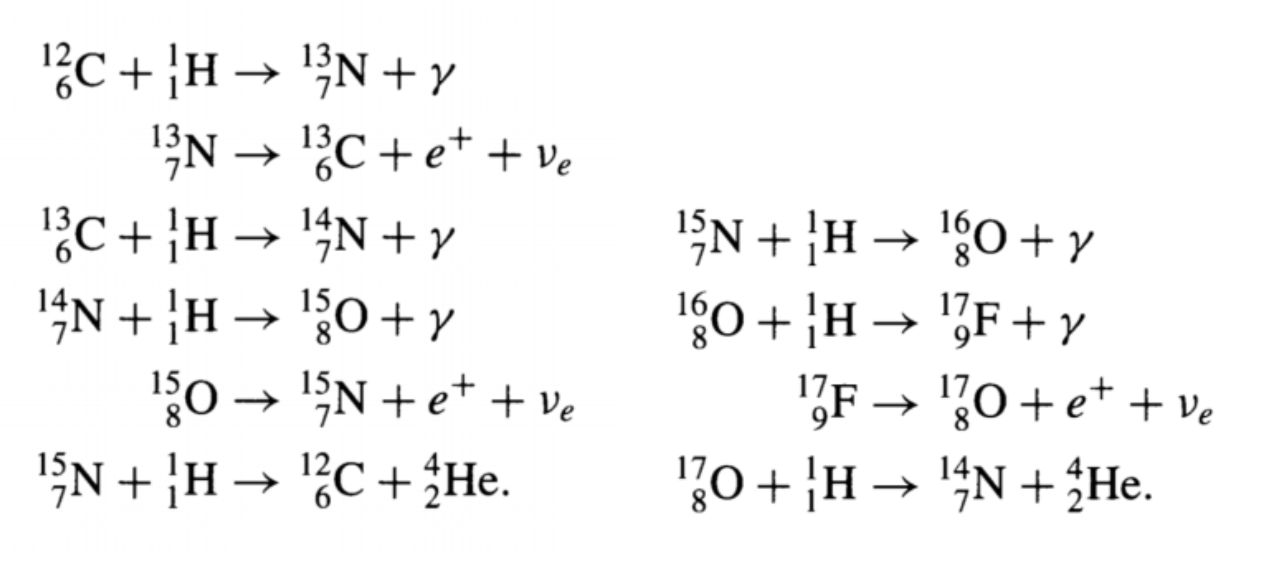 ¹²₆C + ¹₁H → ¹³₇N + γ
¹³₇N → ¹³₆C + e⁺ + νₑ
¹³₆C + ¹₁H → ¹⁴₇N + γ
¹⁴₇N + ¹₁H → ¹⁵₈O + γ
¹⁵₈O → ¹⁵₇N + e⁺ + νₑ
¹⁵₇N + ¹₁H → ¹²₆C + ⁴₂He.
¹⁵₇N + ¹₁H → ¹⁶₈O + γ
¹⁶₈O + ¹₁H → ¹⁷₉F + γ
¹⁷₉F → ¹⁷₈O + e⁺ + νₑ
¹⁷₈O + ¹₁H → ¹⁴₇N + ⁴₂He.